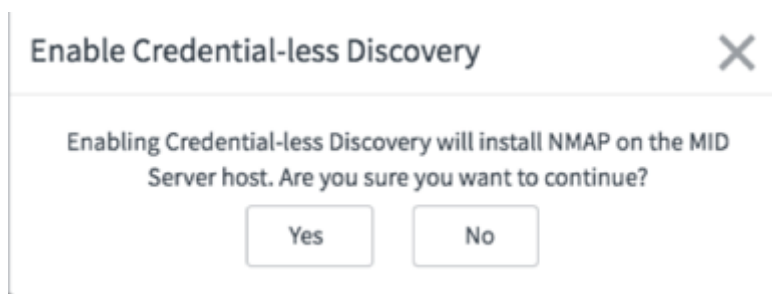 Enable Credential-less Discovery
Enabling Credential-less Discovery will install NMAP on the MID
Server host. Are you sure you want to continue?
Yes
No